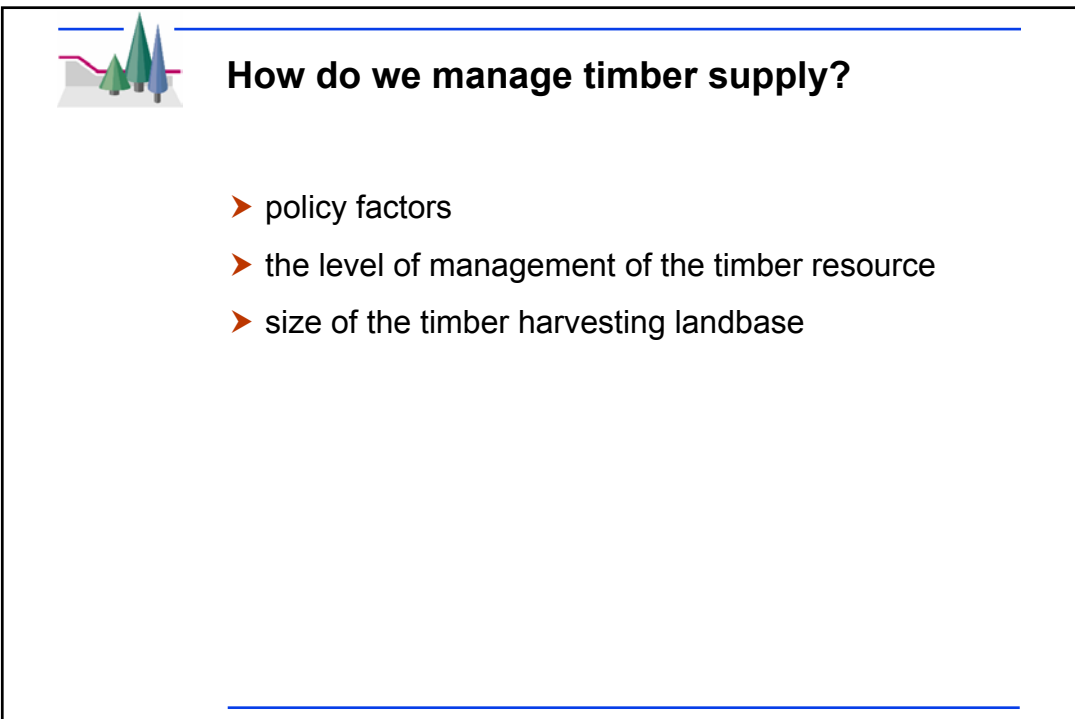 How do we manage timber supply?
➤ policy factors
➤ the level of management of the timber resource
➤ size of the timber harvesting landbase